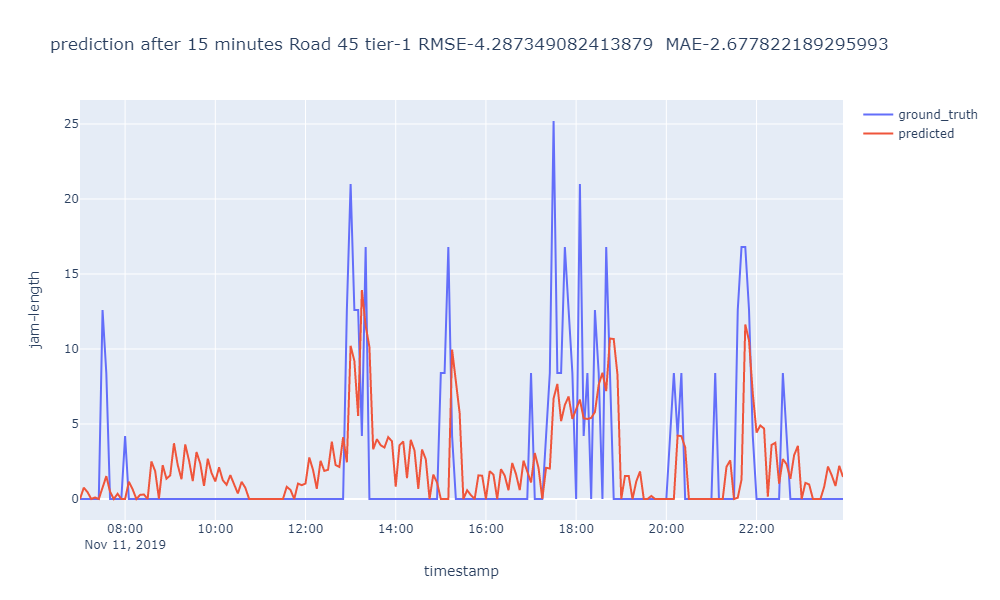 prediction after 15 minutes Road 45 tier-1 RMSE-4.287349082413879 MAE-2.677822189295993
ground_truth
predicted
25
20
15
10
5
0
jam-length
08:00 10:00 12:00 14:00 16:00 18:00 20:00 22:00
Nov 11, 2019
timestamp